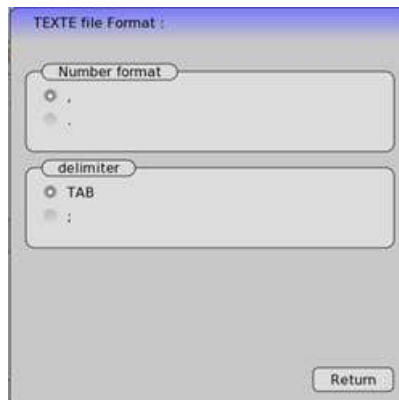 TEXTE file Format :
Number format
,
.
delimiter
TAB
;
Return